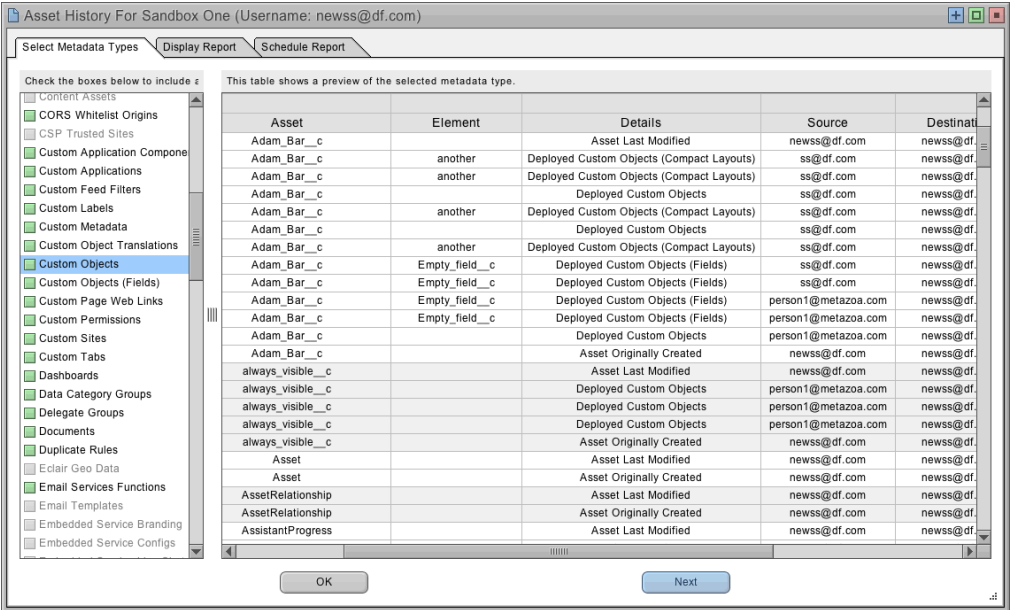 Asset History For Sandbox One (Username: newss@df.com)
Select Metadata Types Display Report Schedule Report
Check the boxes below to include
This table shows a preview of the selected metadata type.
Content Assets
CORS Whitelist Origins
CSP Trusted Sites
Custom Application Compone
Custom Applications
Custom Feed Filters
Custom Labels
Custom Metadata
Custom Object Translations
Custom Objects
Custom Objects (Fields)
Custom Page Web Links
Custom Permissions
Custom Sites
Custom Tabs
Dashboards
Data Category Groups
Delegate Groups
Documents
Duplicate Rules
Eclair Geo Data
Email Services Functions
Email Templates
Embedded Service Branding
Embedded Service Configs
Asset Element Details Source Destinati
Adam_Bar__c Asset Last Modified newss@df.com newss@df.
Adam_Bar__c another Deployed Custom Objects (Compact Layouts) ss@df.com newss@df.
Adam_Bar__c another Deployed Custom Objects (Compact Layouts) ss@df.com newss@df.
Adam_Bar__c Deployed Custom Objects ss@df.com newss@df.
Adam_Bar__c another Deployed Custom Objects (Compact Layouts) ss@df.com newss@df.
Adam_Bar__c Deployed Custom Objects ss@df.com newss@df.
Adam_Bar__c another Deployed Custom Objects (Compact Layouts) ss@df.com newss@df.
Adam_Bar__c Empty_field__c Deployed Custom Objects (Fields) ss@df.com newss@df.
Adam_Bar__c Empty_field__c Deployed Custom Objects (Fields) ss@df.com newss@df.
Adam_Bar__c Empty_field__c Deployed Custom Objects (Fields) person1@metazoa.com newss@df.
Adam_Bar__c Empty_field__c Deployed Custom Objects (Fields) person1@metazoa.com newss@df.
Adam_Bar__c Deployed Custom Objects person1@metazoa.com newss@df.
Adam_Bar__c Asset Originally Created newss@df.com newss@df.
always_visible__c Asset Last Modified newss@df.com newss@df.
always_visible__c Deployed Custom Objects person1@metazoa.com newss@df.
always_visible__c Deployed Custom Objects person1@metazoa.com newss@df.
always_visible__c Deployed Custom Objects person1@metazoa.com newss@df.
always_visible__c Asset Originally Created newss@df.com newss@df.
Asset Asset Last Modified newss@df.com newss@df.
Asset Asset Originally Created newss@df.com newss@df.
AssetRelationship Asset Last Modified newss@df.com newss@df.
AssetRelationship Asset Originally Created newss@df.com newss@df.
AssistantProgress Asset Last Modified newss@df.com newss@df.
OK Next